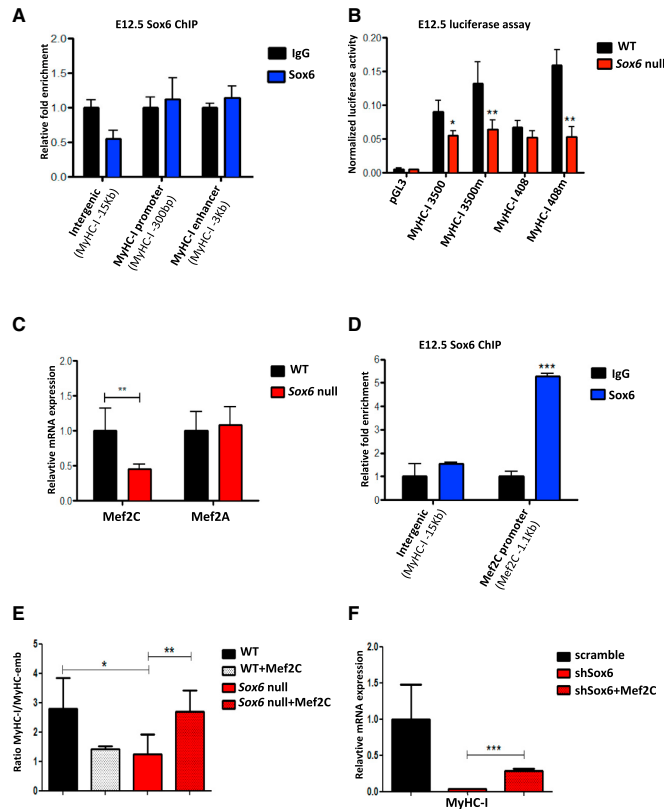 A
E12.5 Sox6 ChIP
Relative fold enrichment
2.0
1.5
1.0
0.5
0.0
IgG
Sox6
Intergenic
(MyHC-I -15Kb)
MyHC-I promoter
(MyHC-I -300bp)
MyHC-I enhancer
(MyHC-I -3Kb)
B
E12.5 luciferase assay
Normalized luciferase activity
0.20
0.15
0.10
0.050
0.00
WT
Sox6 null
*
**
**
pGL3
MyHC-I 3500
MyHC-I 3500m
MyHC-I 408
MyHC-I 408m
C
Relavtive mRNA expression
2.0
1.5
1.0
0.5
0.0
**
WT
Sox6 null
Mef2C
Mef2A
D
E12.5 Sox6 ChIP
Relative fold enrichment
6
5
4
2
1
0
***
IgG
Sox6
Intergenic
(MyHC-I -15Kb)
Mef2C promoter
(Mef2C -1.1Kb)
E
Ratio MyHC-I/MyHC-emb
5
4
3
2
1
0
*
**
WT
WT+Mef2C
Sox6 null
Sox6 null+Mef2C
F
Relavtive mRNA expression
2.0
1.5
1.0
0.5
0.0
***
scramble
shSox6
shSox6+Mef2C
MyHC-I